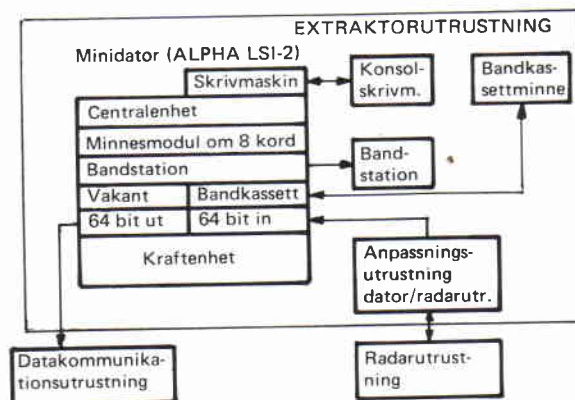 EXTRAKTORUTRUSTNING
Minidator (ALPHA LSI-2)
Skrivmaskin
Konsol-
skrivm.
Bandkas-
settminne
Centralenhet
Minnesmodul om 8 kord
Bandstation
Band-
station
Vakant
Bandkassett
64 bit ut
64 bit in
Kraftenhet
Anpassnings-
utrustning
dator/radarutr.
Datakommunika-
tionsutrustning
Radarutrust-
ning